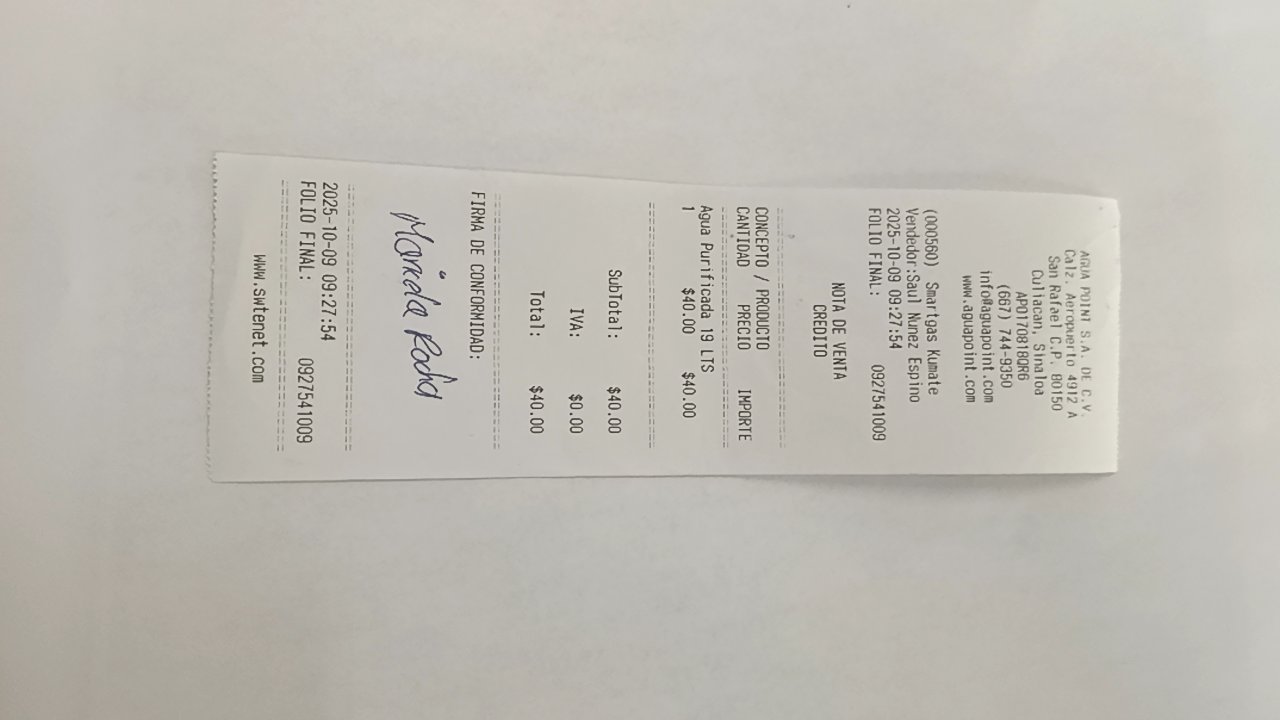 AGUA POINT S.A. DE C.V.
Calz. Aeropuerto 4912 A
San Rafael C.P. 80150
Culiacan, Sinaloa
APO170818QR6
(667) 744-9350
info@aguapoint.com
www.aguapoint.com
(000560) Smartgas Kumate
Vendedor:Saul Nunez Espino
2025-10-09 09:27:54
FOLIO FINAL: 0927541009
NOTA DE VENTA
CREDITO
CONCEPTO / PRODUCTO
CANTIDAD PRECIO IMPORTE
Agua Purificada 19 LTS
1 $40.00 $40.00
SubTotal: $40.00
IVA: $0.00
Total: $40.00
FIRMA DE CONFORMIDAD:
Mariela Rocha
2025-10-09 09:27:54
FOLIO FINAL: 0927541009
www.swtenet.com